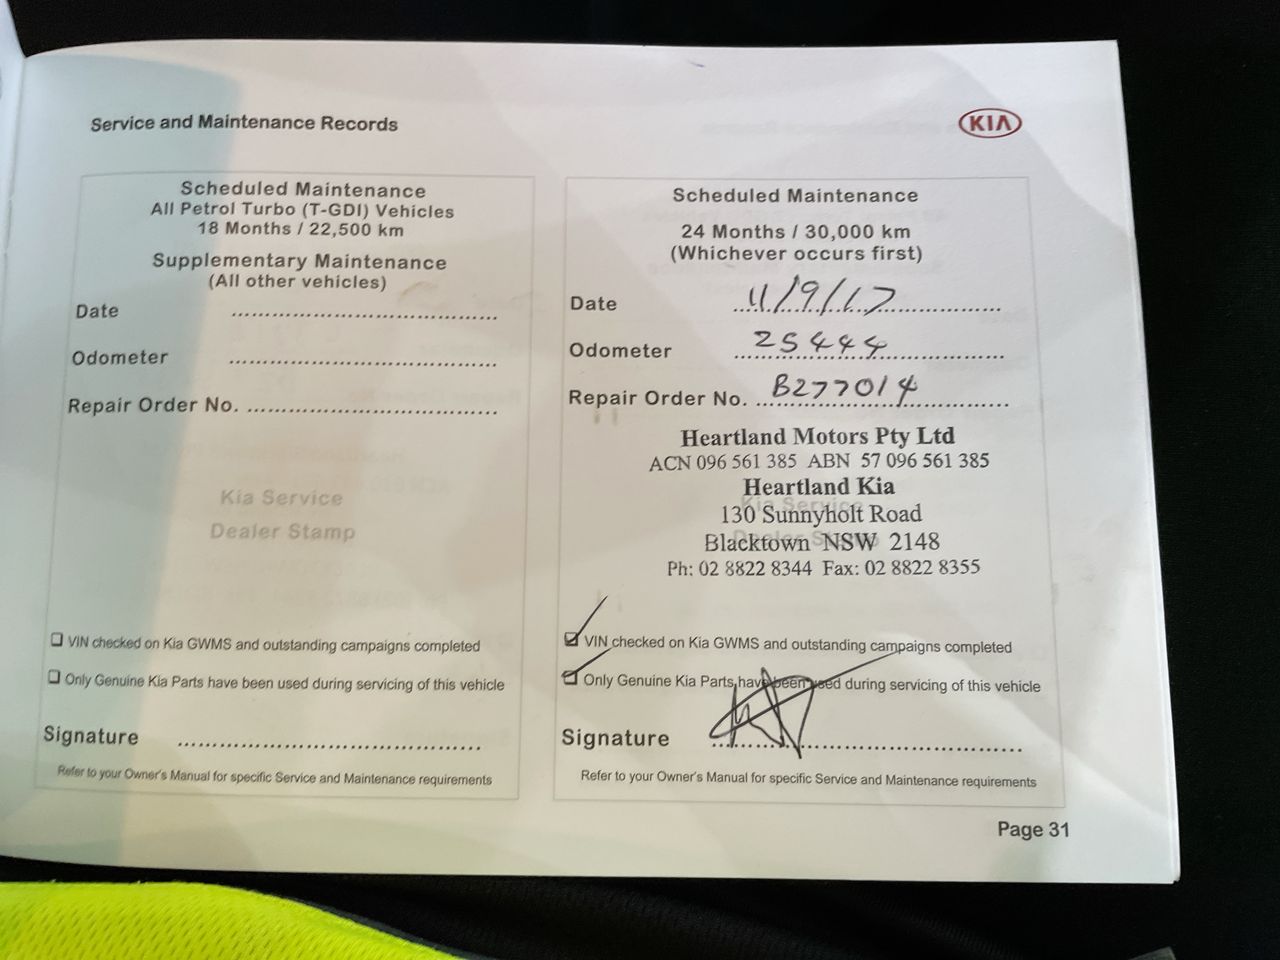 Service and Maintenance Records
KIA
Scheduled Maintenance
All Petrol Turbo (T-GDI) Vehicles
18 Months / 22,500 km
Supplementary Maintenance
(All other vehicles)
Date
Odometer
Repair Order No.
Kia Service
Dealer Stamp
❑ VIN checked on Kia GWMS and outstanding campaigns completed
❑ Only Genuine Kia Parts have been used during servicing of this vehicle
Signature
Refer to your Owner's Manual for specific Service and Maintenance requirements
Scheduled Maintenance
24 Months / 30,000 km
(Whichever occurs first)
Date 11/9/17
Odometer 25444
Repair Order No. B277014
Heartland Motors Pty Ltd
ACN 096 561 385 ABN 57 096 561 385
Heartland Kia
Kia Service
130 Sunnyholt Road
Blacktown NSW 2148
Ph: 02 8822 8344 Fax: 02 8822 8355
VIN checked on Kia GWMS and outstanding campaigns completed
Only Genuine Kia Parts have been used during servicing of this vehicle
Signature
Refer to your Owner's Manual for specific Service and Maintenance requirements
Page 31